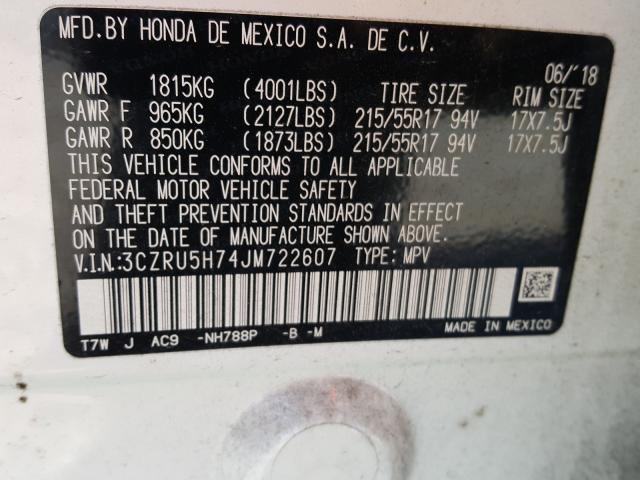 MFD.BY HONDA DE MEXICO S.A. DE C.V.
06/'18
GVWR 1815KG (4001LBS) TIRE SIZE RIM SIZE
GAWR F 965KG (2127LBS) 215/55R17 94V 17X7.5J
GAWR R 850KG (1873LBS) 215/55R17 94V 17X7.5J
THIS VEHICLE CONFORMS TO ALL APPLICABLE
FEDERAL MOTOR VEHICLE SAFETY
AND THEFT PREVENTION STANDARDS IN EFFECT
ON THE DATE OF MANUFACTURE SHOWN ABOVE.
V.I.N.:3CZRU5H74JM722607 TYPE: MPV
T7W J AC9 -NH788P -B -M
MADE IN MEXICO